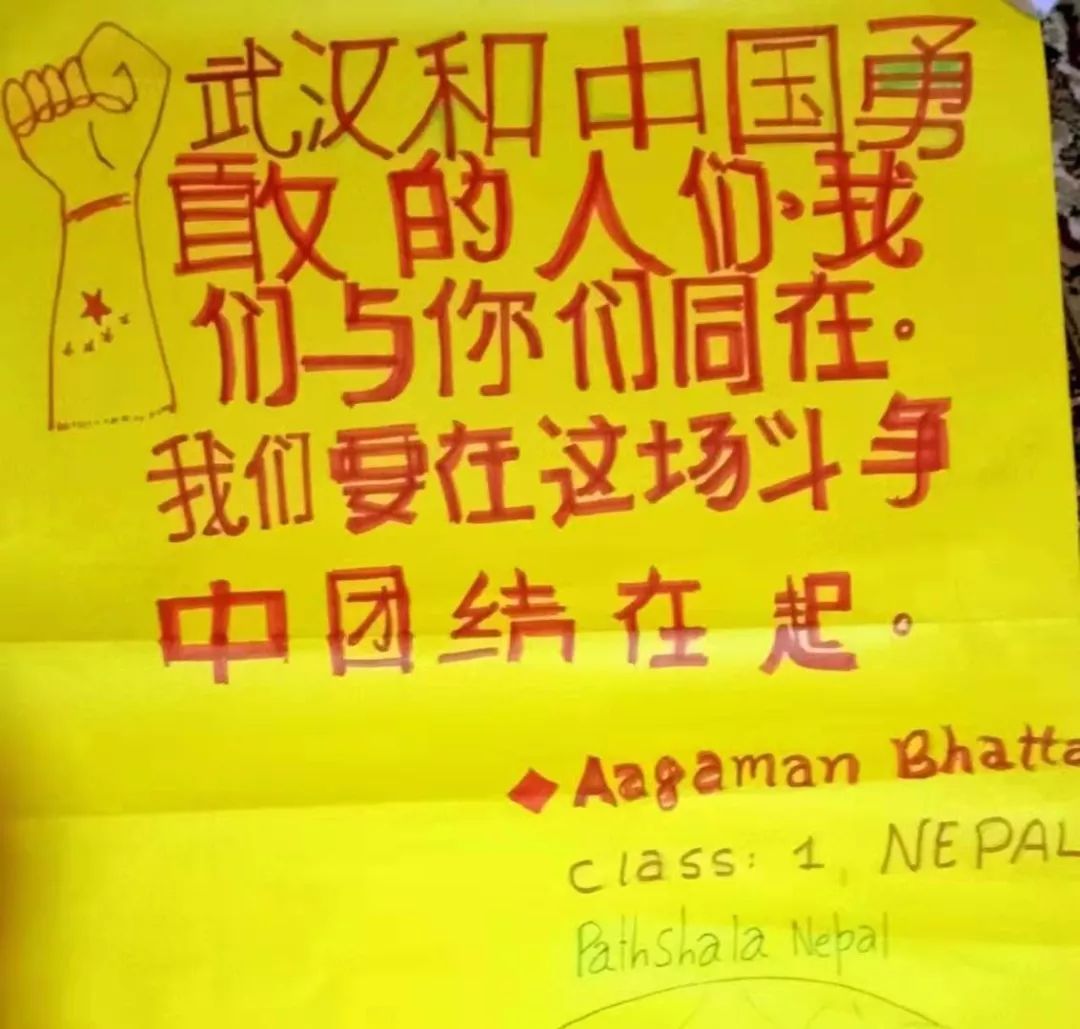 武汉和中国勇
敢的人们,我
们与你们同在。
我们要在这场斗争
中团结在起。
Aagaman Bhatta
Class: 1, NEPAL
Pathshala Nepal